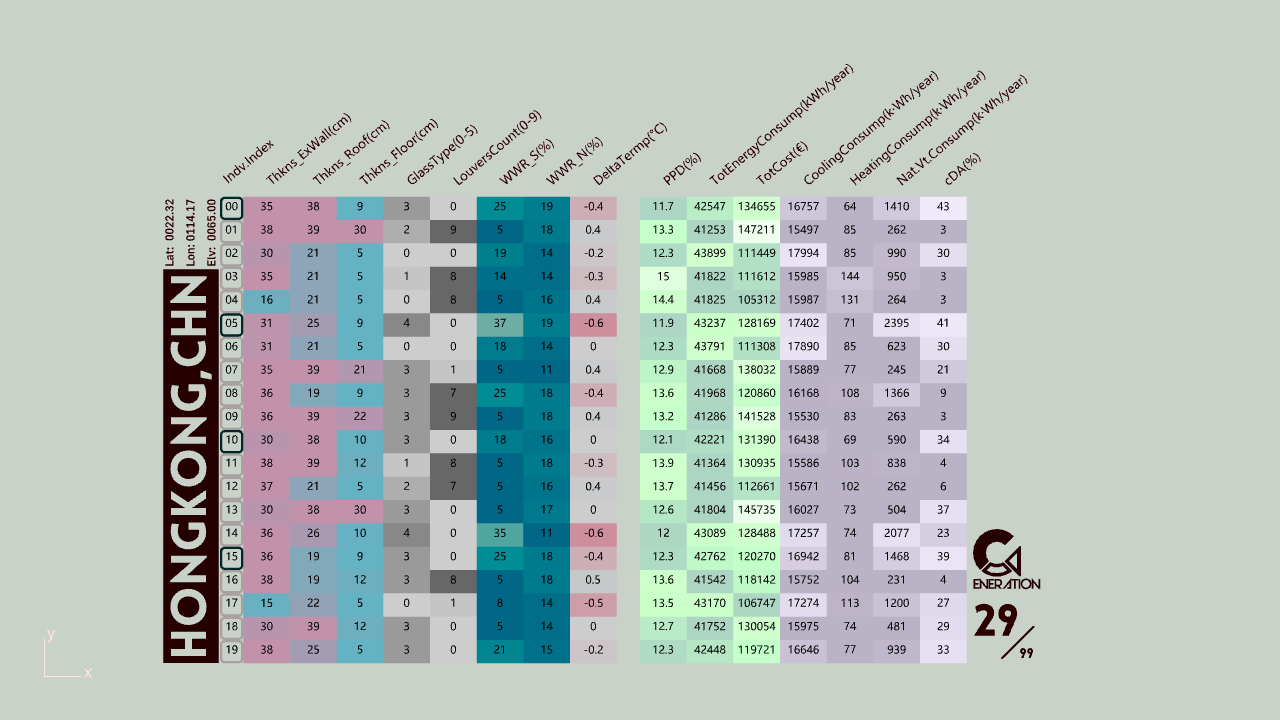 Indv.Index Thkns_ExWall(cm) Thkns_Roof(cm) Thkns_Floor(cm) GlassType(0-5) LouversCount(0-9) WWR_S(%) WWR_N(%) DeltaTermp(°C) PPD(%) TotEnergyConsump(kWh/year) TotCost(€) CoolingConsump(k·Wh/year) HeatingConsump(k·Wh/year) Nat.Vt.Consump(k·Wh/year) cDA(%)
Lat: 0022.32
Lon: 0114.17
Elv: 0065.00
HONGKONG,CHN
00 35 38 9 3 0 25 19 -0.4 11.7 42547 134655 16757 64 1410 43
01 38 39 30 2 9 5 18 0.4 13.3 41253 147211 15497 85 262 3
02 30 21 5 0 0 19 14 -0.2 12.3 43899 111449 17994 85 990 30
03 35 21 5 1 8 14 14 -0.3 15 41822 111612 15985 144 950 3
04 16 21 5 0 8 5 16 0.4 14.4 41825 105312 15987 131 264 3
05 31 25 9 4 0 37 19 -0.6 11.9 43237 128169 17402 71 2395 41
06 31 21 5 0 0 18 14 0 12.3 43791 111308 17890 85 623 30
07 35 39 21 3 1 5 11 0.4 12.9 41668 138032 15889 77 245 21
08 36 19 9 3 7 25 18 -0.4 13.6 41968 120860 16168 108 1366 9
09 36 39 22 3 9 5 18 0.4 13.2 41286 141528 15530 83 263 3
10 30 38 10 3 0 18 16 0 12.1 42221 131390 16438 69 590 34
11 38 39 12 1 8 5 18 -0.3 13.9 41364 130935 15586 103 838 4
12 37 21 5 2 7 5 16 0.4 13.7 41456 112661 15671 102 262 6
13 30 38 30 3 0 5 17 0 12.6 41804 145735 16027 73 504 37
14 36 26 10 4 0 35 11 -0.6 12 43089 128488 17257 74 2077 23
15 36 19 9 3 0 25 18 -0.4 12.3 42762 120270 16942 81 1466 39
16 38 19 12 3 8 5 18 0.5 13.6 41542 118142 15752 104 231 4
17 15 22 5 0 1 8 14 -0.5 13.5 43170 106747 17274 113 1200 27
18 30 39 12 3 0 5 14 0 12.7 41752 130054 15975 74 481 29
19 38 25 5 3 0 21 15 -0.2 12.3 42448 119721 16646 77 939 33
ENERATION
29/99
y
x